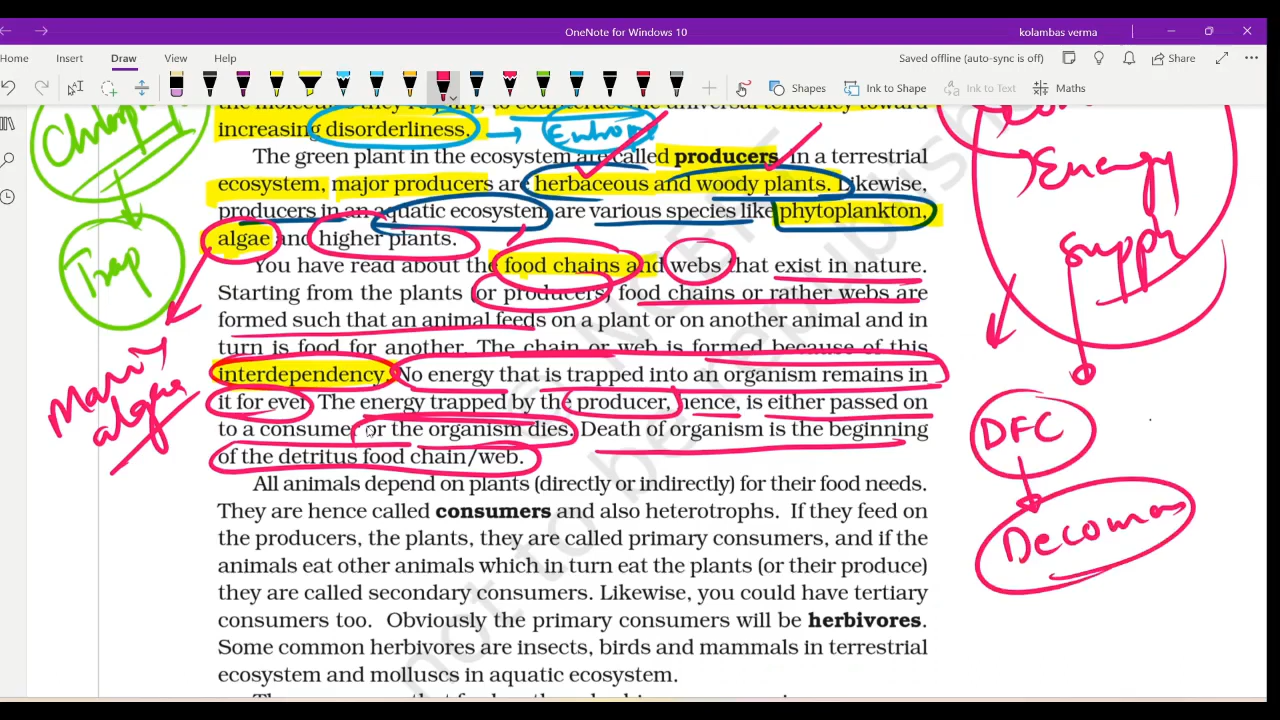 OneNote for Windows 10
kolambas verma
Home Insert Draw View Help
Saved offline (auto-sync is off)
Share
Shapes
Ink to Shape
Ink to Text
Maths
increasing disorderliness.
Entropy
The green plant in the ecosystem are called producers. In a terrestrial
ecosystem, major producers are herbaceous and woody plants. Likewise,
producers in an aquatic ecosystem are various species like phytoplankton,
algae and higher plants.
You have read about the food chains and webs that exist in nature.
Starting from the plants (or producers) food chains or rather webs are
formed such that an animal feeds on a plant or on another animal and in
turn is food for another. The chain or web is formed because of this
interdependency. No energy that is trapped into an organism remains in
it for ever. The energy trapped by the producer, hence, is either passed on
to a consumer or the organism dies. Death of organism is the beginning
of the detritus food chain/web.
All animals depend on plants (directly or indirectly) for their food needs.
They are hence called consumers and also heterotrophs. If they feed on
the producers, the plants, they are called primary consumers, and if the
animals eat other animals which in turn eat the plants (or their produce)
they are called secondary consumers. Likewise, you could have tertiary
consumers too. Obviously the primary consumers will be herbivores.
Some common herbivores are insects, birds and mammals in terrestrial
ecosystem and molluscs in aquatic ecosystem.
Trap
algae
Energy
supply
DFC
not to be republished